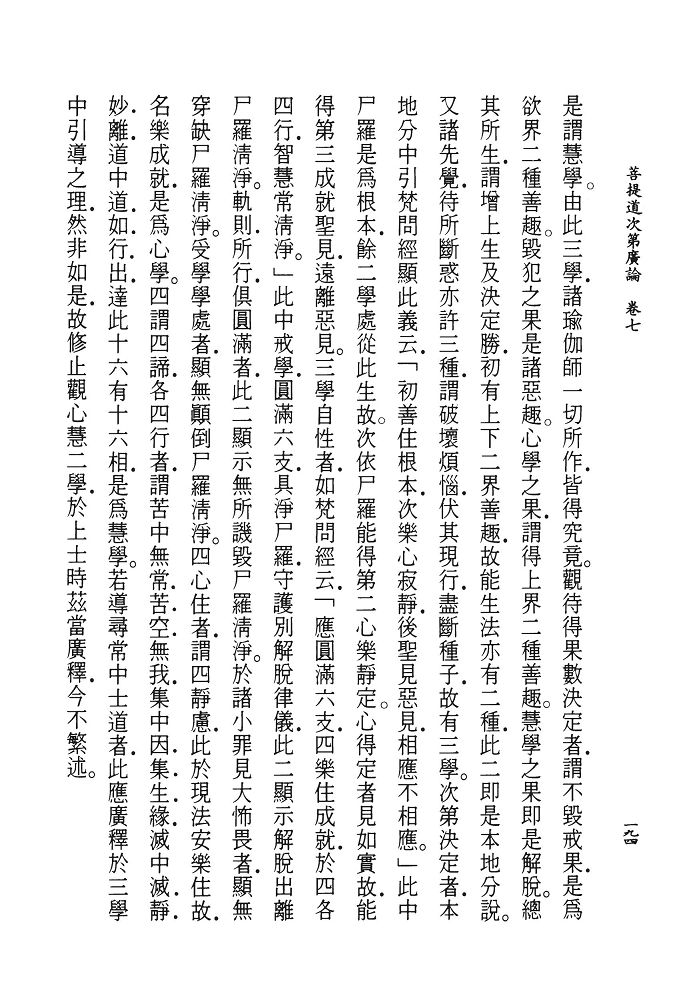 菩提道次第廣論　卷七
一九四
是謂慧學。由此三學．諸瑜伽師一切所作．皆得究竟。觀待得果數決定者．謂不毀戒果．是爲
欲界二種善趣。毀犯之果是諸惡趣。心學之果．謂得上界二種善趣。慧學之果卽是解脫。總
其所生．謂增上生及決定勝．初有上下二界善趣．故能生法亦有二種．此二卽是本地分說。
又諸先覺．待所斷惑亦許三種．謂破壞煩惱．伏其現行．盡斷種子．故有三學。次第決定者．本
地分中引梵問經顯此義云．「初善住根本．次樂心寂靜．後聖見惡見．相應不相應。」此中
尸羅是爲根本．餘二學處從此生故。次依尸羅能得第二心樂靜定。心得定者見如實故．能
得第三成就聖見．遠離惡見。三學自性者．如梵問經云．「應圓滿六支．四樂住成就．於四各
四行．智慧常清淨。」此中戒學．圓滿六支．具淨尸羅．守護別解脫律儀．此二顯示解脫出離
尸羅清淨。軌則所行．俱圓滿者．此二顯示無所譏毀尸羅清淨。於諸小罪見大怖畏者．顯無
穿缺尸羅清淨。受學學處者．顯無顚倒尸羅清淨。四心住者．謂四靜慮．此於現法安樂住故．
名樂成就．是爲心學。四謂四諦．各四行者．謂苦中無常．苦．空．無我．集中因．集．生．緣．滅中滅．靜．
妙．離．道中道．如．行．出．達此十六有十六相．是爲慧學。若導尋常中士道者．此應廣釋於三學
中引導之理．然非如是．故修止觀心慧二學．於上士時茲當廣釋．今不繁述。